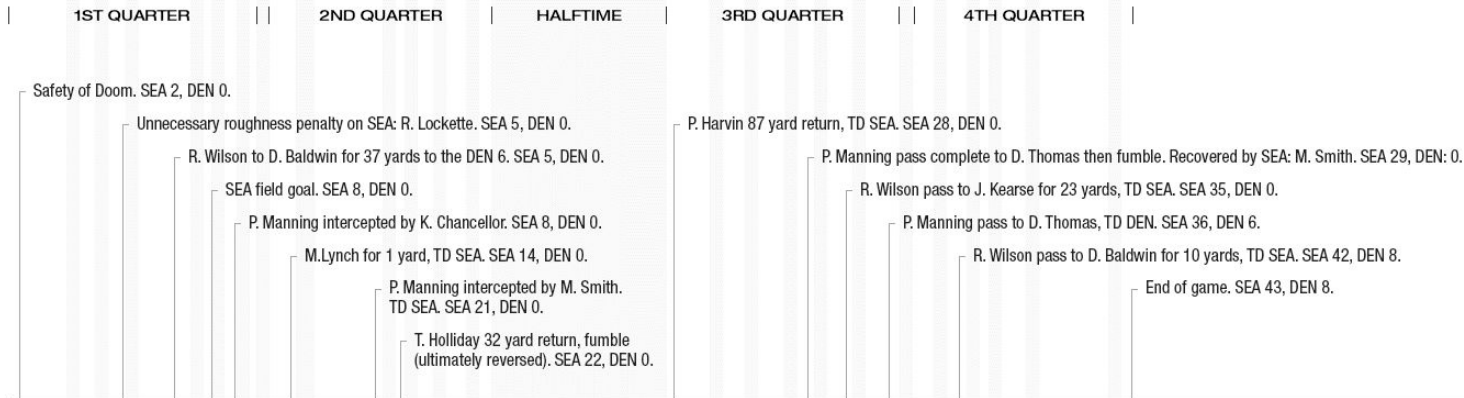 1ST QUARTER
2ND QUARTER
HALFTIME
3RD QUARTER
4TH QUARTER
Safety of Doom. SEA 2, DEN 0.
Unnecessary roughness penalty on SEA: R. Lockette. SEA 5, DEN 0.
R. Wilson to D. Baldwin for 37 yards to the DEN 6. SEA 5, DEN 0.
SEA field goal. SEA 8, DEN 0.
P. Manning intercepted by K. Chancellor. SEA 8, DEN 0.
M.Lynch for 1 yard, TD SEA. SEA 14, DEN 0.
P. Manning intercepted by M. Smith.
TD SEA. SEA 21, DEN 0.
T. Holliday 32 yard return, fumble
(ultimately reversed). SEA 22, DEN 0.
P. Harvin 87 yard return, TD SEA. SEA 28, DEN 0.
P. Manning pass complete to D. Thomas then fumble. Recovered by SEA: M. Smith. SEA 29, DEN: 0.
R. Wilson pass to J. Kearse for 23 yards, TD SEA. SEA 35, DEN 0.
P. Manning pass to D. Thomas, TD DEN. SEA 36, DEN 6.
R. Wilson pass to D. Baldwin for 10 yards, TD SEA. SEA 42, DEN 8.
End of game. SEA 43, DEN 8.